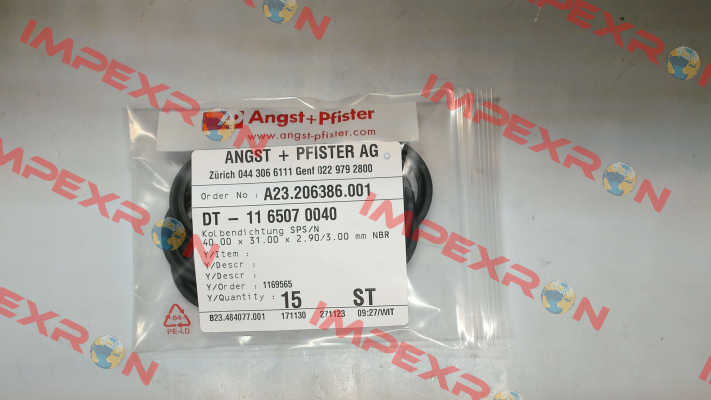 IMPEXRON
IMPEXRON
IMPEXRON
IMPEXRON
IMPEXRON
IMPEXRON
IMPEXRON
Angst+Pfister
www.angst-pfister.com
ANGST + PFISTER AG
Zürich 044 306 6111 Genf 022 979 2800
Order No : A23.206386.001
DT - 11 6507 0040
Kolbendichtung SPS/N
40.00 x 31.00 x 2.90/3.00 mm NBR
Y/Item :
Y/Descr :
Y/Descr :
Y/Order : 1169565
Y/Quantity : 15 ST
B23.484077.001 171130 271123 09:27/WIT
04
PE-LD